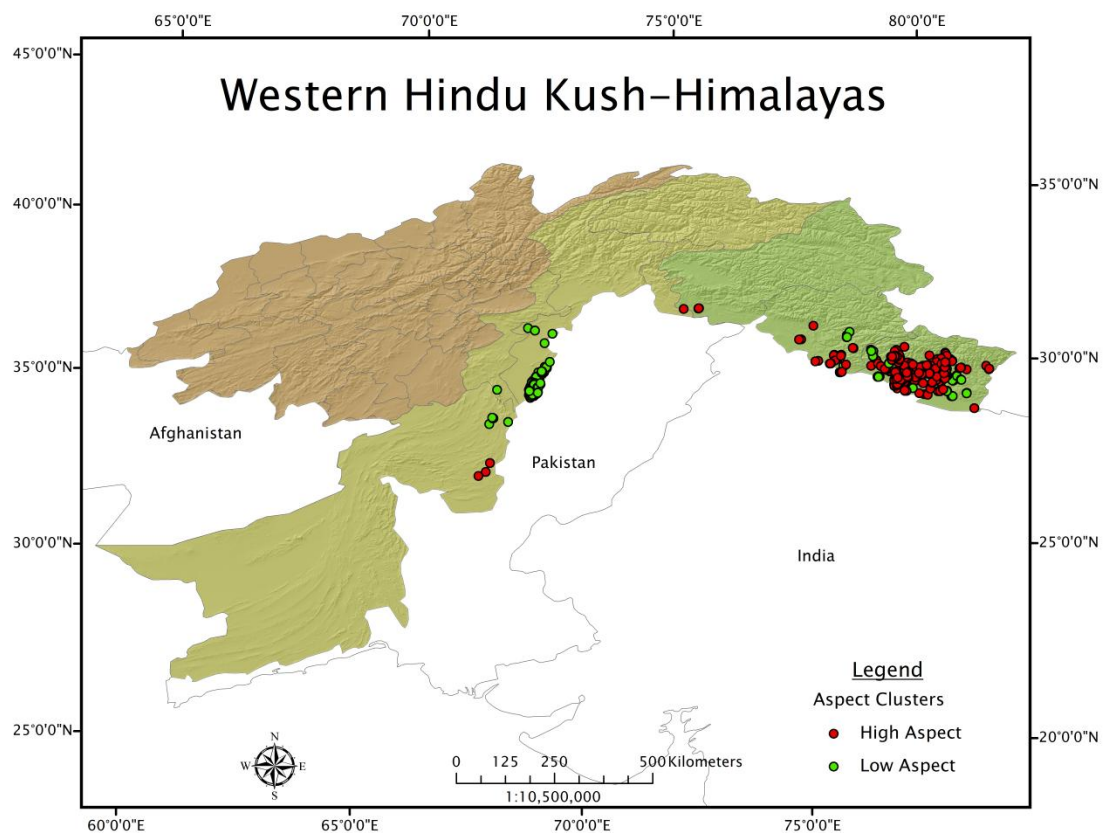 65°0'0"E 70°0'0"E 75°0'0"E 80°0'0"E
45°0'0"N
Western Hindu Kush-Himalayas
40°0'0"N
35°0'0"N
35°0'0"N
30°0'0"N
Afghanistan
Pakistan
30°0'0"N
25°0'0"N
India
Legend
Aspect Clusters
High Aspect
Low Aspect
25°0'0"N
20°0'0"N
N
W E
S
0 125 250 500 Kilometers
1:10,500,000
60°0'0"E 65°0'0"E 70°0'0"E 75°0'0"E